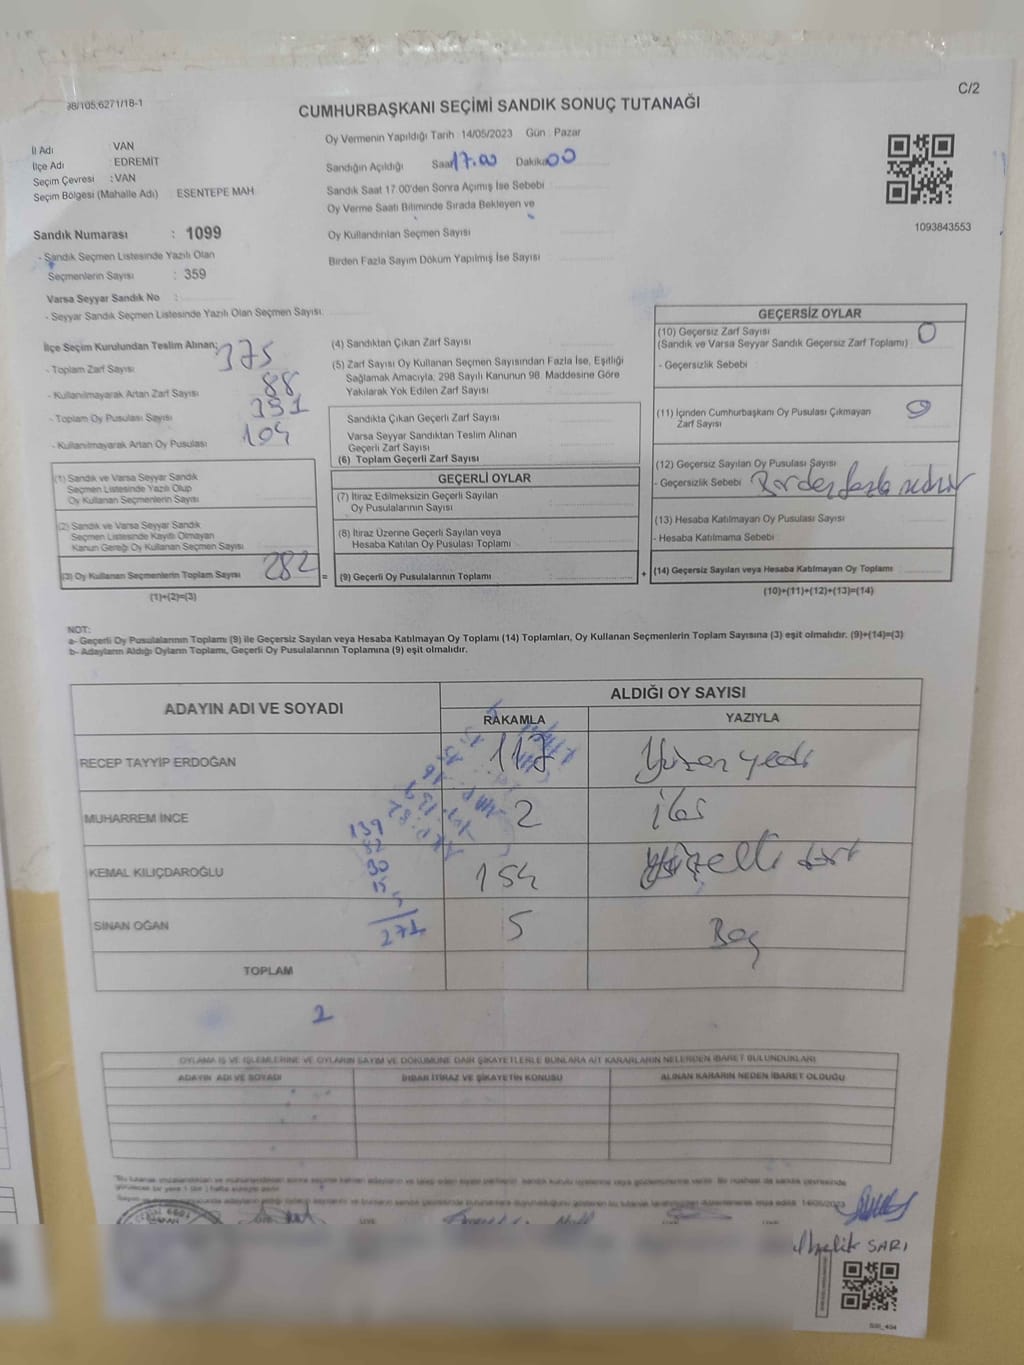 98/105.6271/18-1
C/2
CUMHURBAŞKANI SEÇİMİ SANDIK SONUÇ TUTANAĞI
İl Adı : VAN
İlçe Adı : EDREMİT
Seçim Çevresi : VAN
Seçim Bölgesi (Mahalle Adı) : ESENTEPE MAH
Oy Vermenin Yapıldığı Tarih : 14/05/2023 Gün : Pazar
Sandığın Açıldığı Saat 17.00 Dakika 00
Sandık Saat 17.00'den Sonra Açımış İse Sebebi
Oy Verme Saati Bitiminde Sırada Bekleyen ve
Oy Kullandırılan Seçmen Sayısı
Birden Fazla Sayım Döküm Yapılmış İse Sayısı
1093843553
Sandık Numarası : 1099
- Sandık Seçmen Listesinde Yazılı Olan
Seçmenlerin Sayısı : 359
Varsa Seyyar Sandık No :
- Seyyar Sandık Seçmen Listesinde Yazılı Olan Seçmen Sayısı:
İlçe Seçim Kurulundan Teslim Alınan;
- Toplam Zarf Sayısı 375
- Kullanılmayarak Artan Zarf Sayısı 88
- Toplam Oy Pusulası Sayısı 391
- Kullanılmayarak Artan Oy Pusulası 104
(1) Sandık ve Varsa Seyyar Sandık
Seçmen Listesinde Yazılı Olup
Oy Kullanan Seçmenlerin Sayısı
(2) Sandık ve Varsa Seyyar Sandık
Seçmen Listesinde Kayıtlı Olmayan
Kanun Gereği Oy Kullanan Seçmen Sayısı
(3) Oy Kullanan Seçmenlerin Toplam Sayısı 282 =
(1)+(2)=(3)
(4) Sandıktan Çıkan Zarf Sayısı
(5) Zarf Sayısı Oy Kullanan Seçmen Sayısından Fazla İse, Eşitliği
Sağlamak Amacıyla, 298 Sayılı Kanunun 98. Maddesine Göre
Yakılarak Yok Edilen Zarf Sayısı
Sandıkta Çıkan Geçerli Zarf Sayısı
Varsa Seyyar Sandıktan Teslim Alınan
Geçerli Zarf Sayısı
(6) Toplam Geçerli Zarf Sayısı
GEÇERLİ OYLAR
(7) İtiraz Edilmeksizin Geçerli Sayılan
Oy Pusulalarının Sayısı
(8) İtiraz Üzerine Geçerli Sayılan veya
Hesaba Katılan Oy Pusulası Toplamı
(9) Geçerli Oy Pusulalarının Toplamı +
GEÇERSİZ OYLAR
(10) Geçersiz Zarf Sayısı 0
(Sandık ve Varsa Seyyar Sandık Geçersiz Zarf Toplamı)
- Geçersizlik Sebebi
(11) İçinden Cumhurbaşkanı Oy Pusulası Çıkmayan
Zarf Sayısı
(12) Geçersiz Sayılan Oy Pusulası Sayısı
- Geçersizlik Sebebi
(13) Hesaba Katılmayan Oy Pusulası Sayısı
- Hesaba Katılmama Sebebi
(14) Geçersiz Sayılan veya Hesaba Katılmayan Oy Toplamı
(10)+(11)+(12)+(13)=(14)
NOT:
a- Geçerli Oy Pusulalarının Toplamı (9) ile Geçersiz Sayılan veya Hesaba Katılmayan Oy Toplamı (14) Toplamları, Oy Kullanan Seçmenlerin Toplam Sayısına (3) eşit olmalıdır. (9)+(14)=(3)
b- Adayların Aldığı Oyların Toplamı, Geçerli Oy Pusulalarının Toplamına (9) eşit olmalıdır.
ADAYIN ADI VE SOYADI
ALDIĞI OY SAYISI
RAKAMLA YAZIYLA
RECEP TAYYİP ERDOĞAN 117
MUHARREM İNCE 2
KEMAL KILIÇDAROĞLU 154
SİNAN OĞAN 5 Beş
TOPLAM
139
52
30
15
271
2
OYLAMA İŞ VE İŞLEMLERİNE VE OYLARIN SAYIM VE DÖKÜMÜNE DAİR ŞİKAYETLERLE BUNLARA AİT KARARLARIN NELERDEN İBARET BULUNDUKLARI
ADAYIN ADI VE SOYADI
İHBAR İTİRAZ VE ŞİKAYETİN KONUSU
ALINAN KARARIN NEDEN İBARET OLDUĞU
SARI